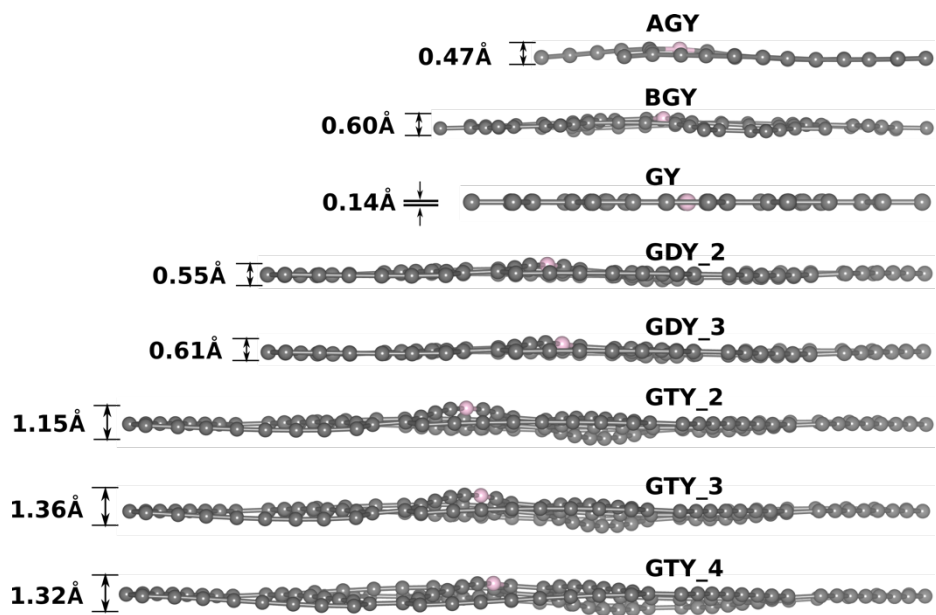 AGY
0.47Å
BGY
0.60Å
GY
0.14Å
GDY_2
0.55Å
GDY_3
0.61Å
GTY_2
1.15Å
GTY_3
1.36Å
GTY_4
1.32Å